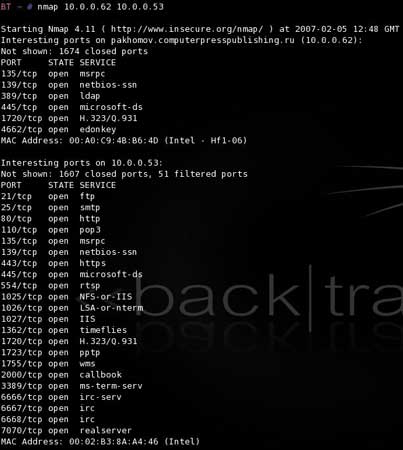 BT ~ # nmap 10.0.0.62 10.0.0.53
Starting Nmap 4.11 ( http://www.insecure.org/nmap/ ) at 2007-02-05 12:48 GMT
Interesting ports on pakhomov.computerpresspublishing.ru (10.0.0.62):
Not shown: 1674 closed ports
PORT STATE SERVICE
135/tcp open msrpc
139/tcp open netbios-ssn
389/tcp open ldap
445/tcp open microsoft-ds
1720/tcp open H.323/Q.931
4662/tcp open edonkey
MAC Address: 00:A0:C9:4B:B6:4D (Intel - Hf1-06)
Interesting ports on 10.0.0.53:
Not shown: 1607 closed ports, 51 filtered ports
PORT STATE SERVICE
21/tcp open ftp
25/tcp open smtp
80/tcp open http
110/tcp open pop3
135/tcp open msrpc
139/tcp open netbios-ssn
443/tcp open https
445/tcp open microsoft-ds
554/tcp open rtsp
1025/tcp open NFS-or-IIS
1026/tcp open LSA-or-nterm
1027/tcp open IIS
1362/tcp open timeflies
1720/tcp open H.323/Q.931
1723/tcp open pptp
1755/tcp open wms
2000/tcp open callbook
3389/tcp open ms-term-serv
6666/tcp open irc-serv
6667/tcp open irc
6668/tcp open irc
7070/tcp open realserver
MAC Address: 00:02:B3:8A:A4:46 (Intel)
back|tra